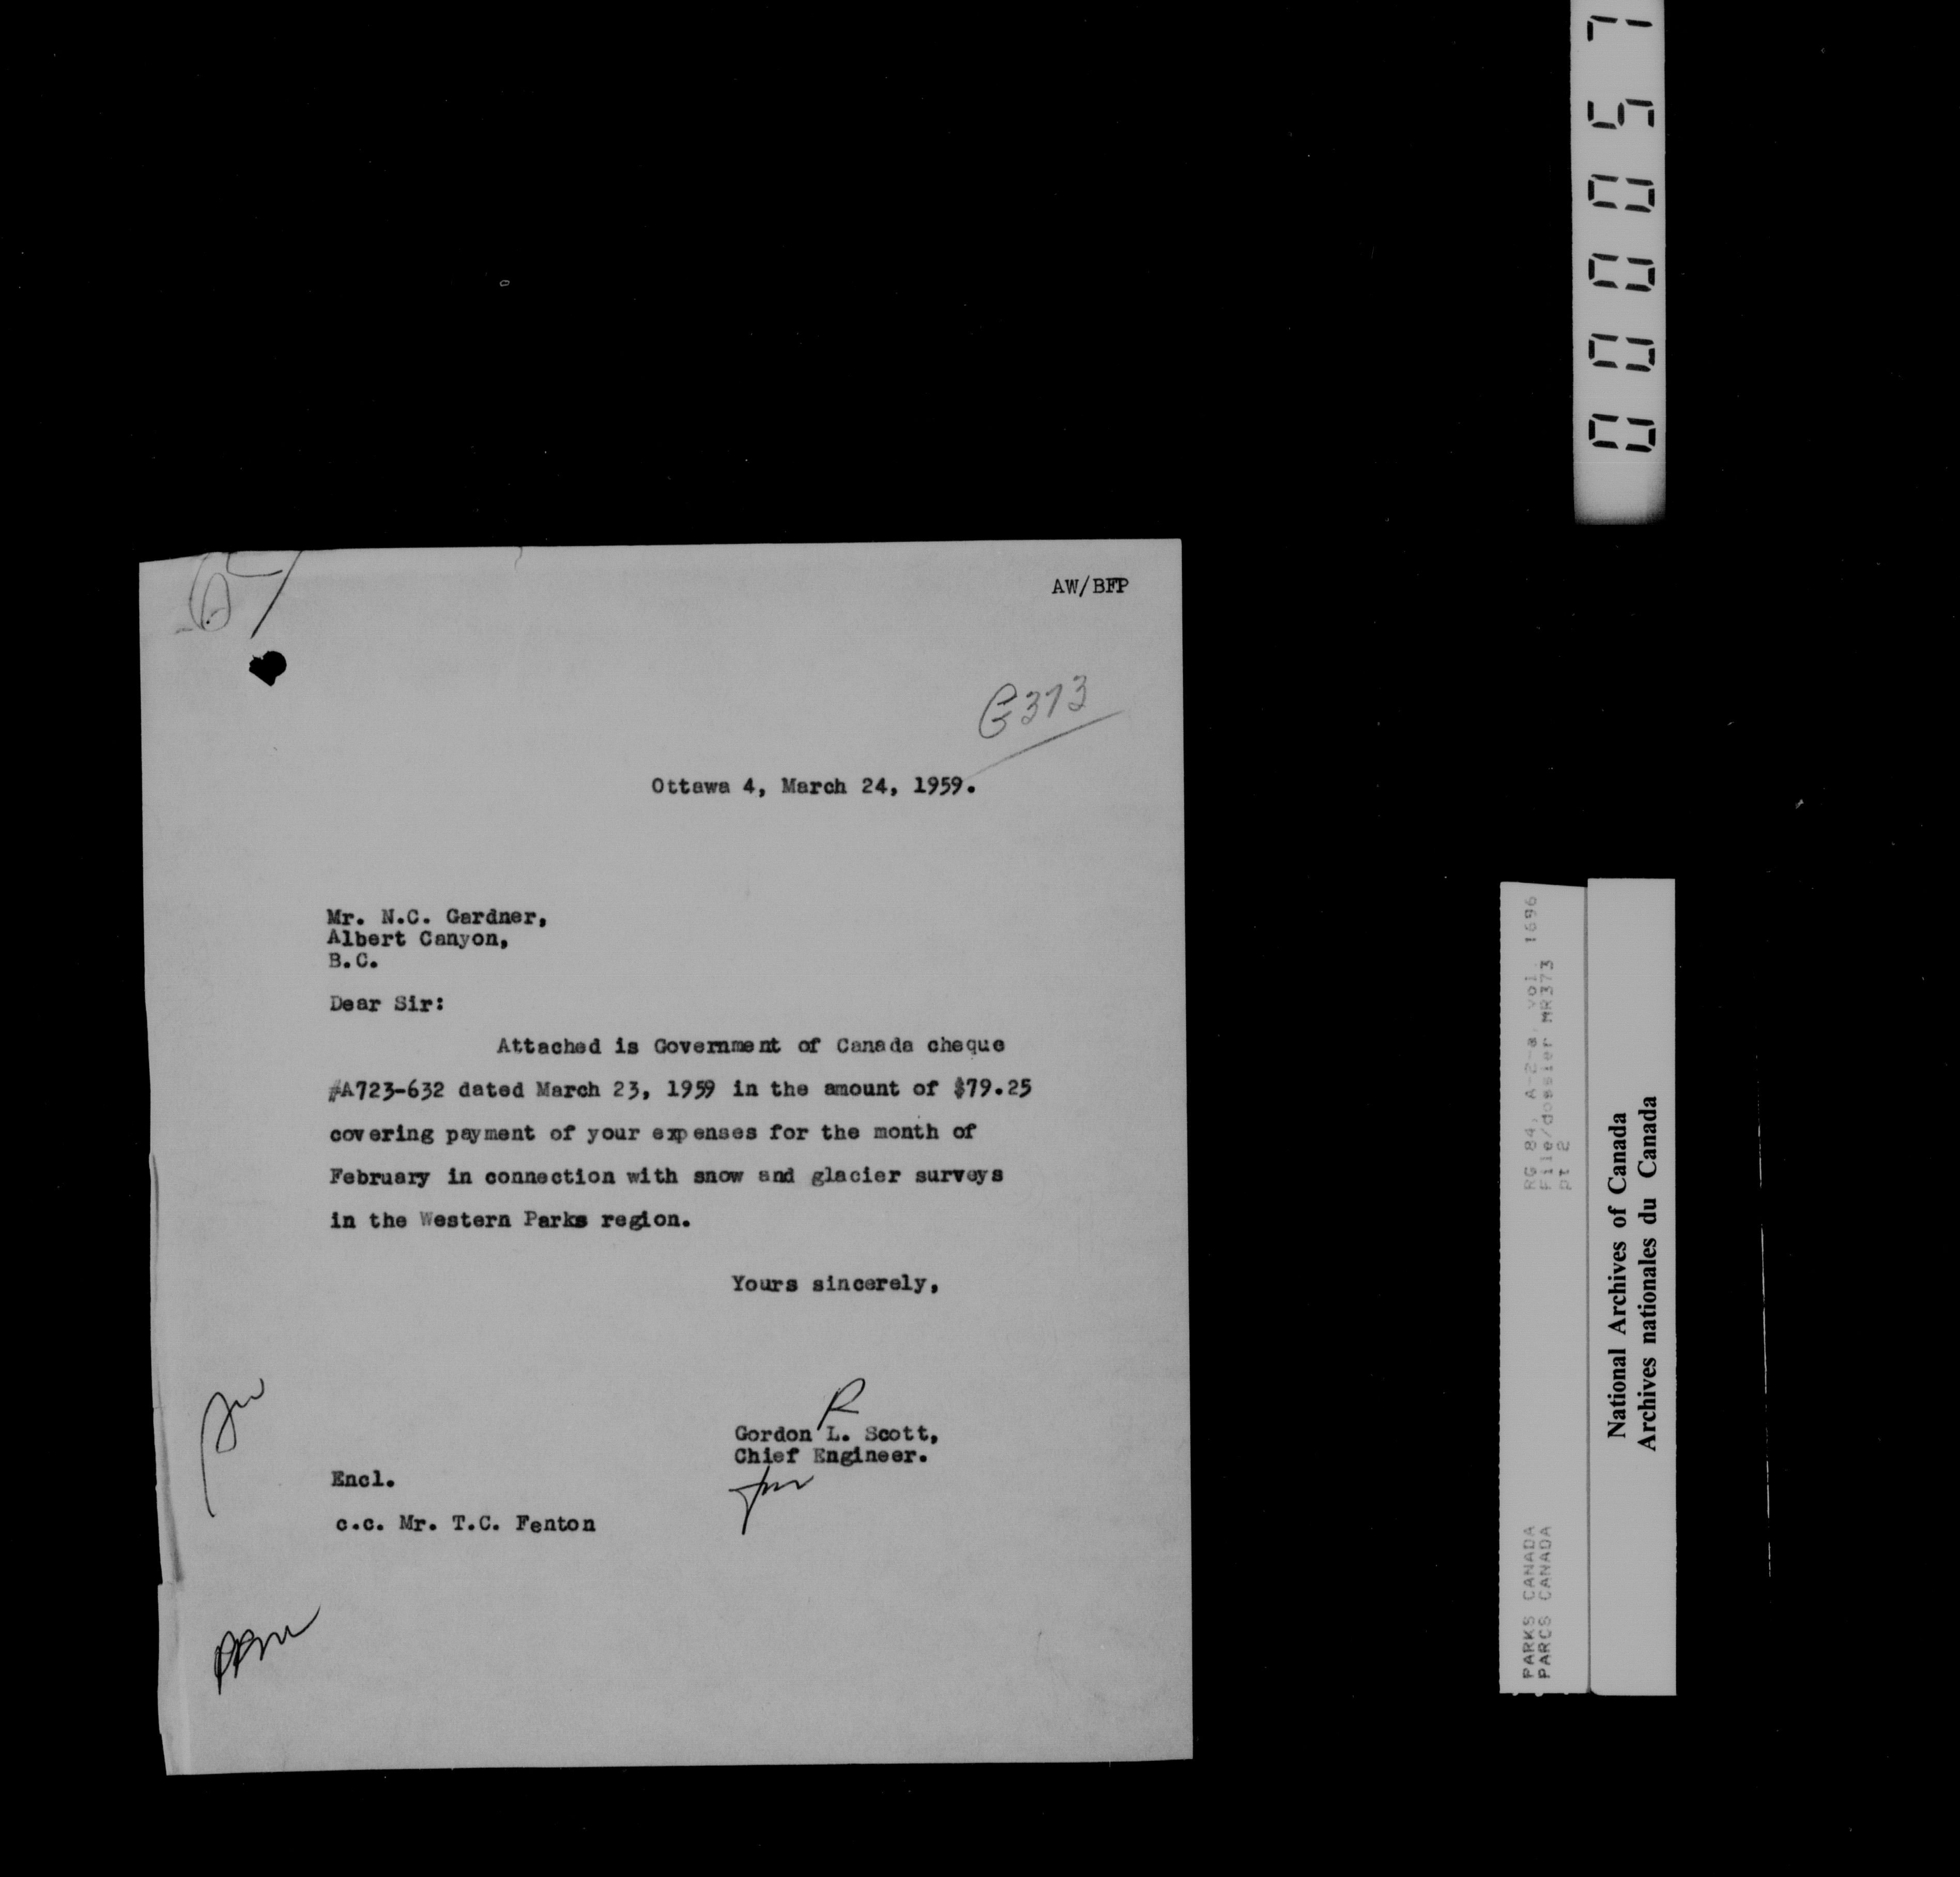 AW/BFP
G373
Ottawa 4, March 24, 1959.
Mr. N.C. Gardner,
Albert Canyon,
B.C.
Dear Sir:
Attached is Government of Canada cheque
#A723-632 dated March 23, 1959 in the amount of $79.25
covering payment of your expenses for the month of
February in connection with snow and glacier surveys
in the Western Parks region.
Yours sincerely,
Gordon L. Scott,
Chief Engineer.
Encl.
c.c. Mr. T.C. Fenton
PARKS CANADA
PARCS CANADA
RG 84, A-2-a, vol. 1696
File/dossier MR373
pt 2
National Archives of Canada
Archives nationales du Canada